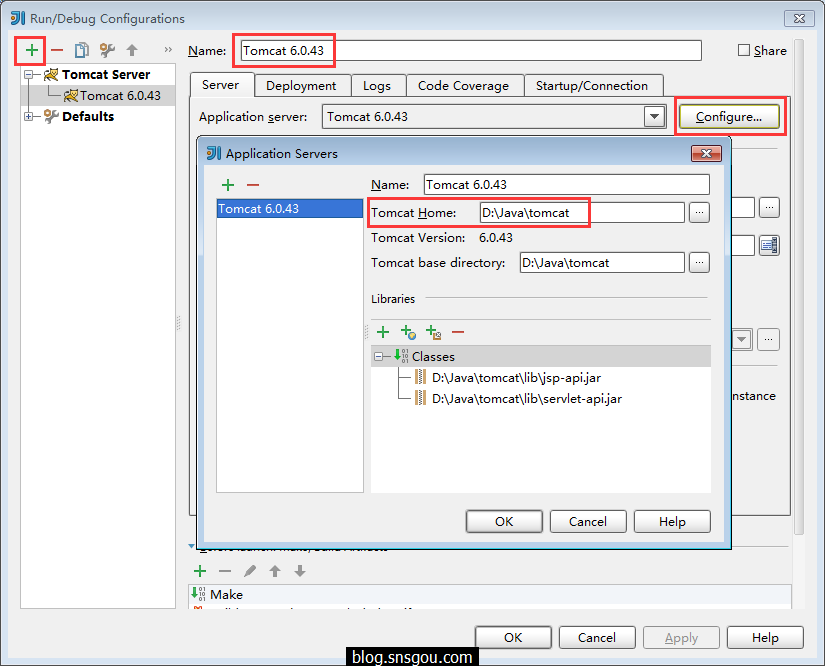 Run/Debug Configurations
Name: Tomcat 6.0.43
Share
Tomcat Server
Tomcat 6.0.43
Defaults
Server Deployment Logs Code Coverage Startup/Connection
Application server: Tomcat 6.0.43 Configure...
Application Servers
Tomcat 6.0.43
Name: Tomcat 6.0.43
Tomcat Home: D:\Java\tomcat
Tomcat Version: 6.0.43
Tomcat base directory: D:\Java\tomcat
Libraries
Classes
D:\Java\tomcat\lib\jsp-api.jar
D:\Java\tomcat\lib\servlet-api.jar
nstance
OK Cancel Help
Make
OK Cancel Apply Help
blog.snsgou.com